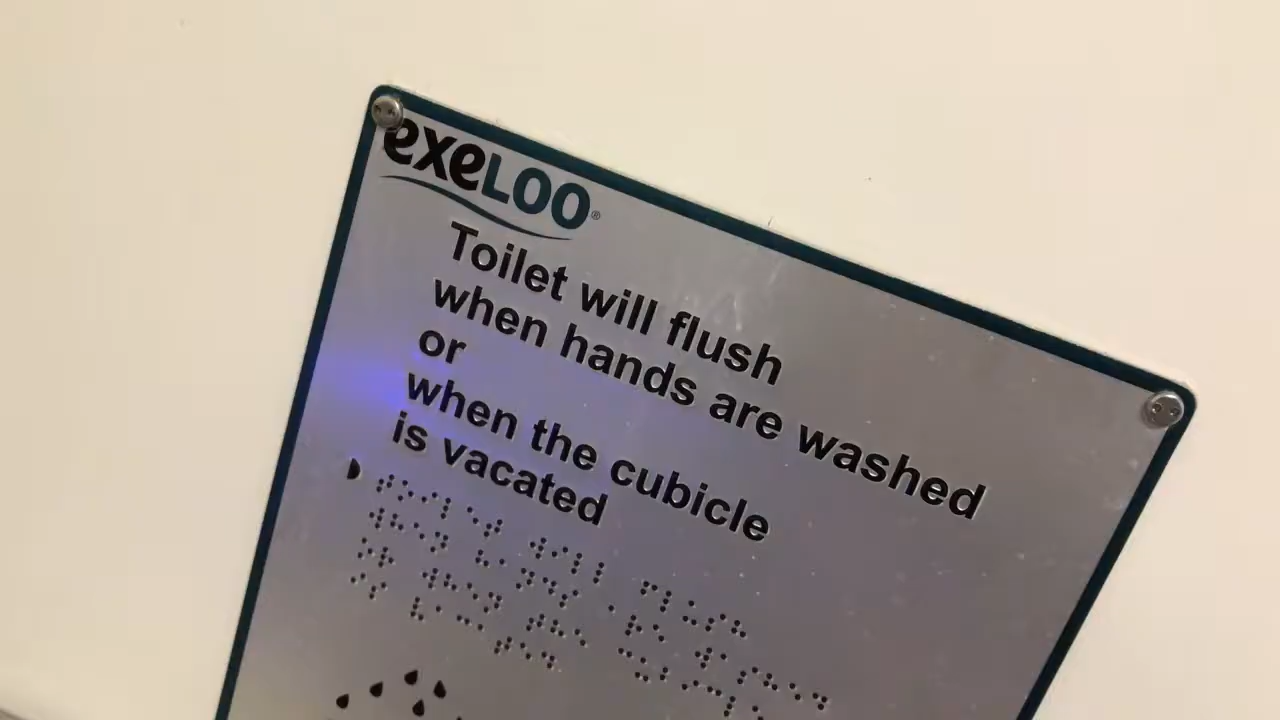 exeLOO®
Toilet will flush
when hands are washed
or
when the cubicle
is vacated